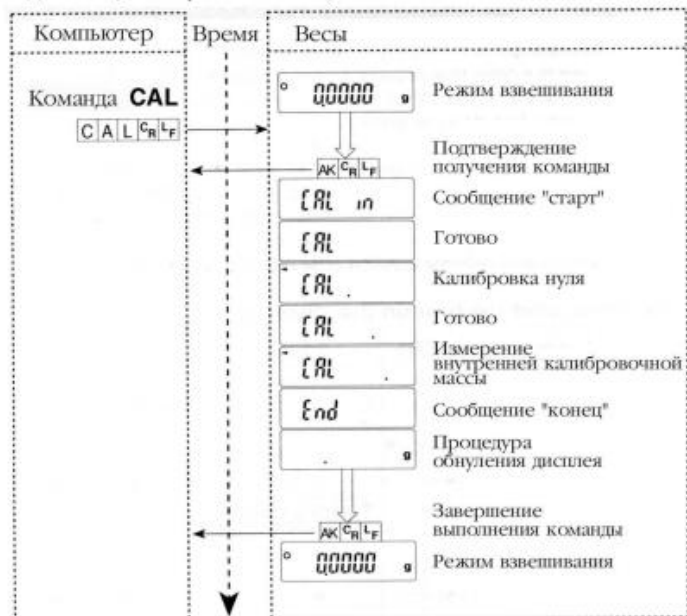 Компьютер Время Весы
0.0000 g Режим взвешивания
Команда CAL
C A L CR LF
Подтверждение
получения команды
AK CR LF
CAL in Сообщение "старт"
CAL Готово
CAL . Калибровка нуля
CAL . Готово
CAL . Измерение
внутренней калибровочной
массы
End Сообщение "конец"
. g Процедура
обнуления дисплея
Завершение
выполнения команды
AK CR LF
0.0000 g Режим взвешивания